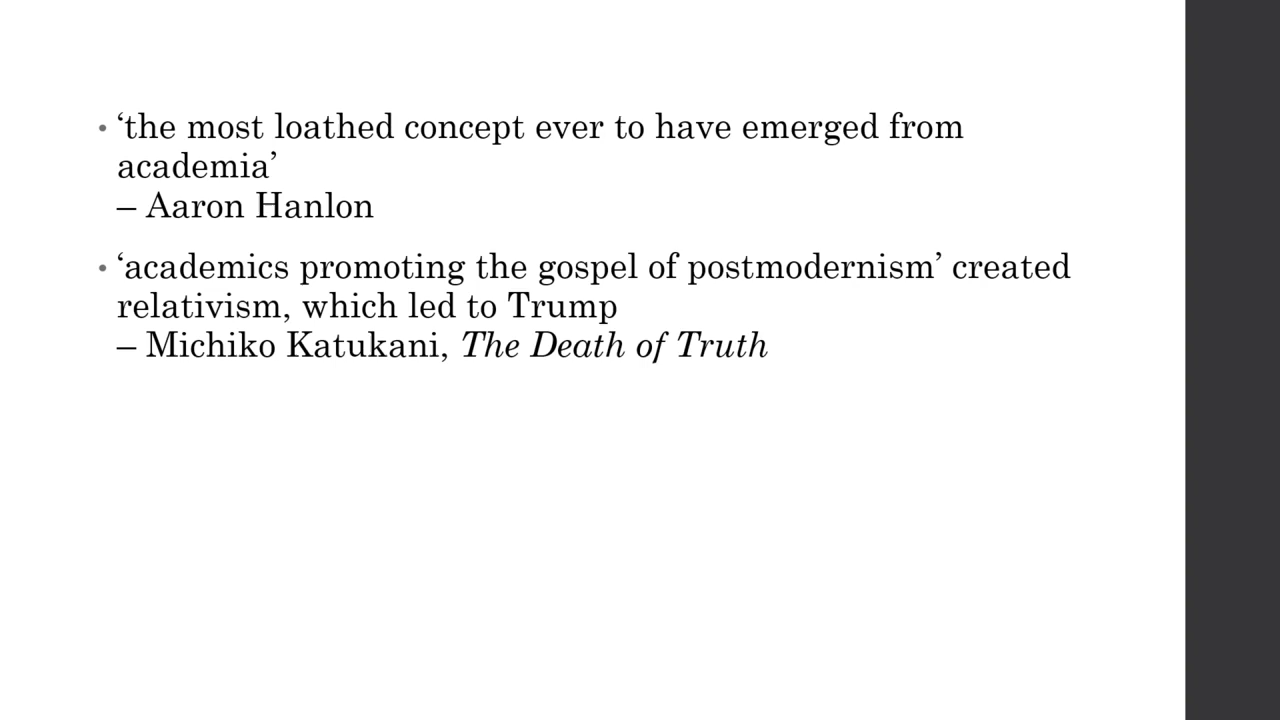 • ‘the most loathed concept ever to have emerged from
academia’
– Aaron Hanlon
• ‘academics promoting the gospel of postmodernism’ created
relativism, which led to Trump
– Michiko Katukani, The Death of Truth